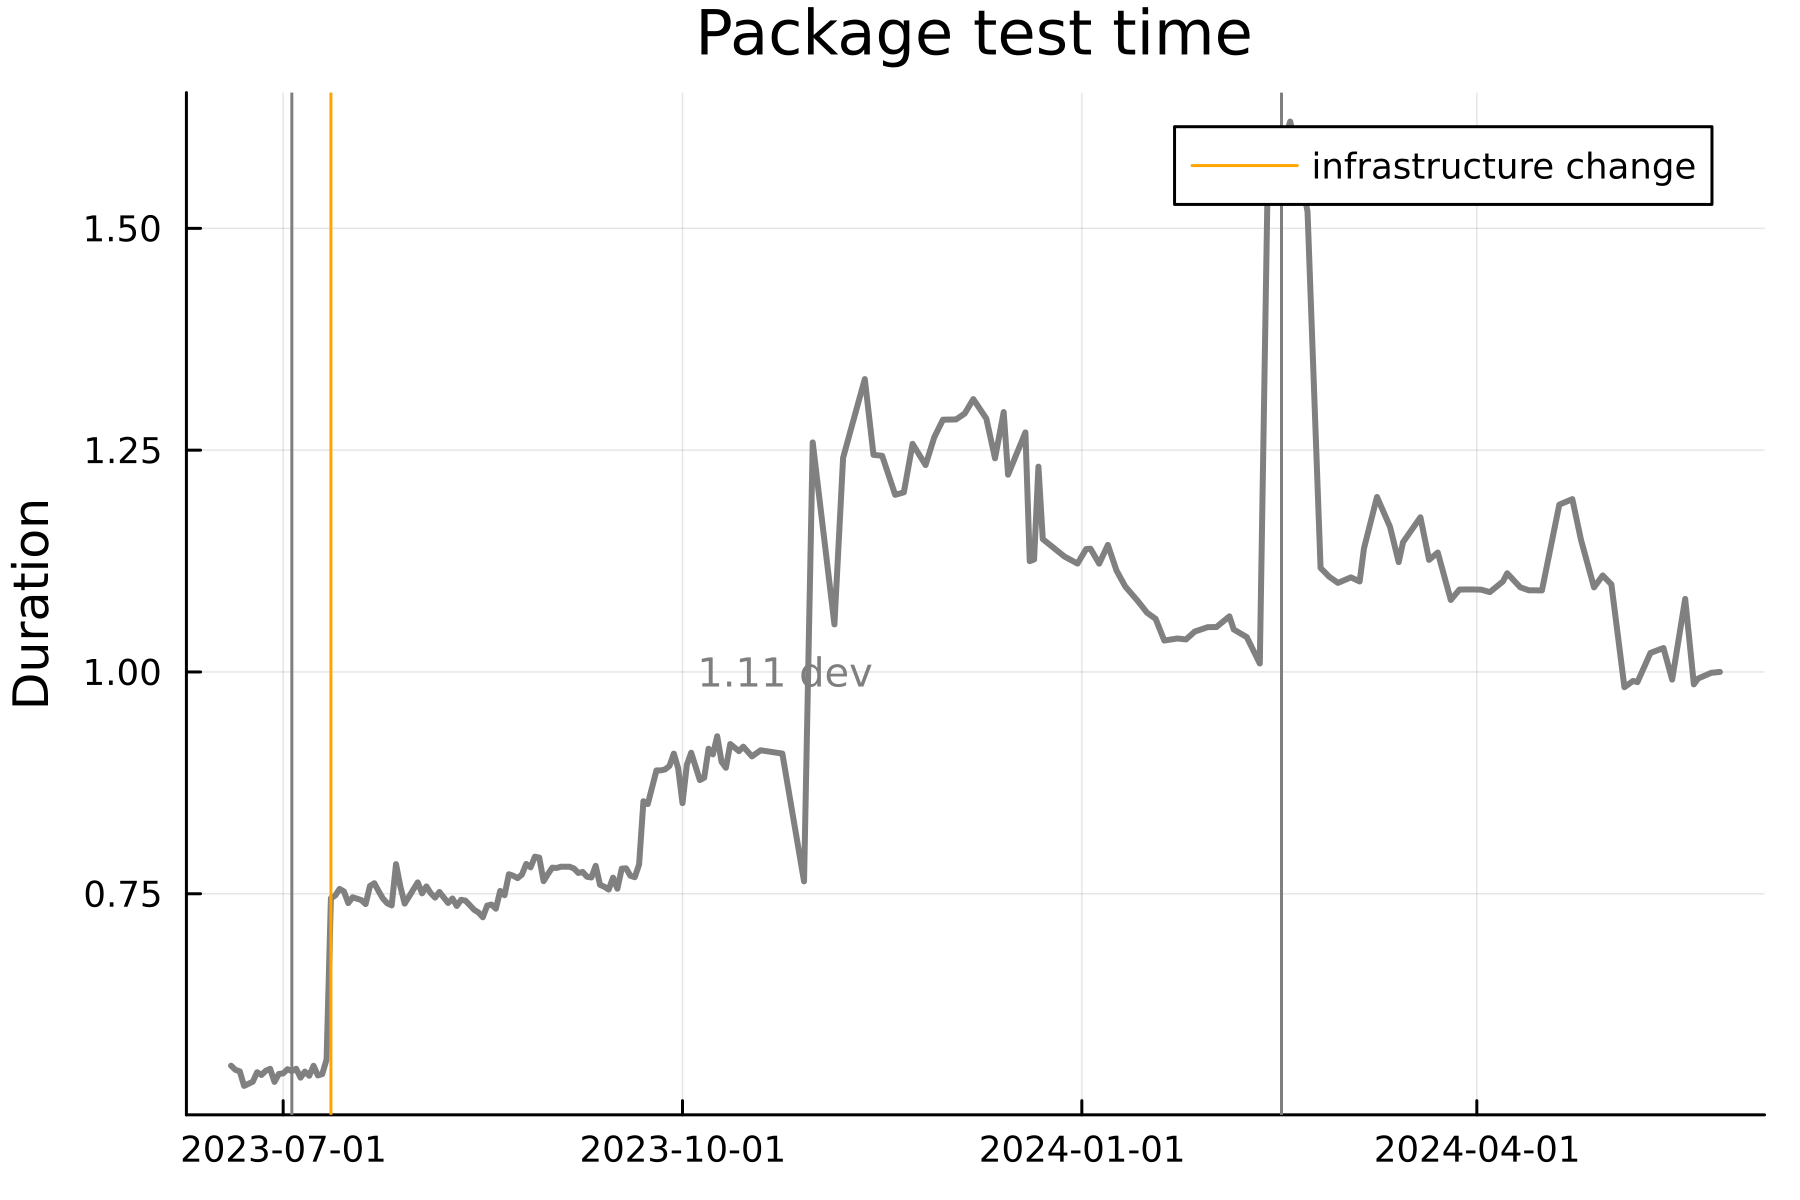 Package test time
infrastructure change
Duration
1.50
1.25
1.00
0.75
1.11 dev
2023-07-01
2023-10-01
2024-01-01
2024-04-01